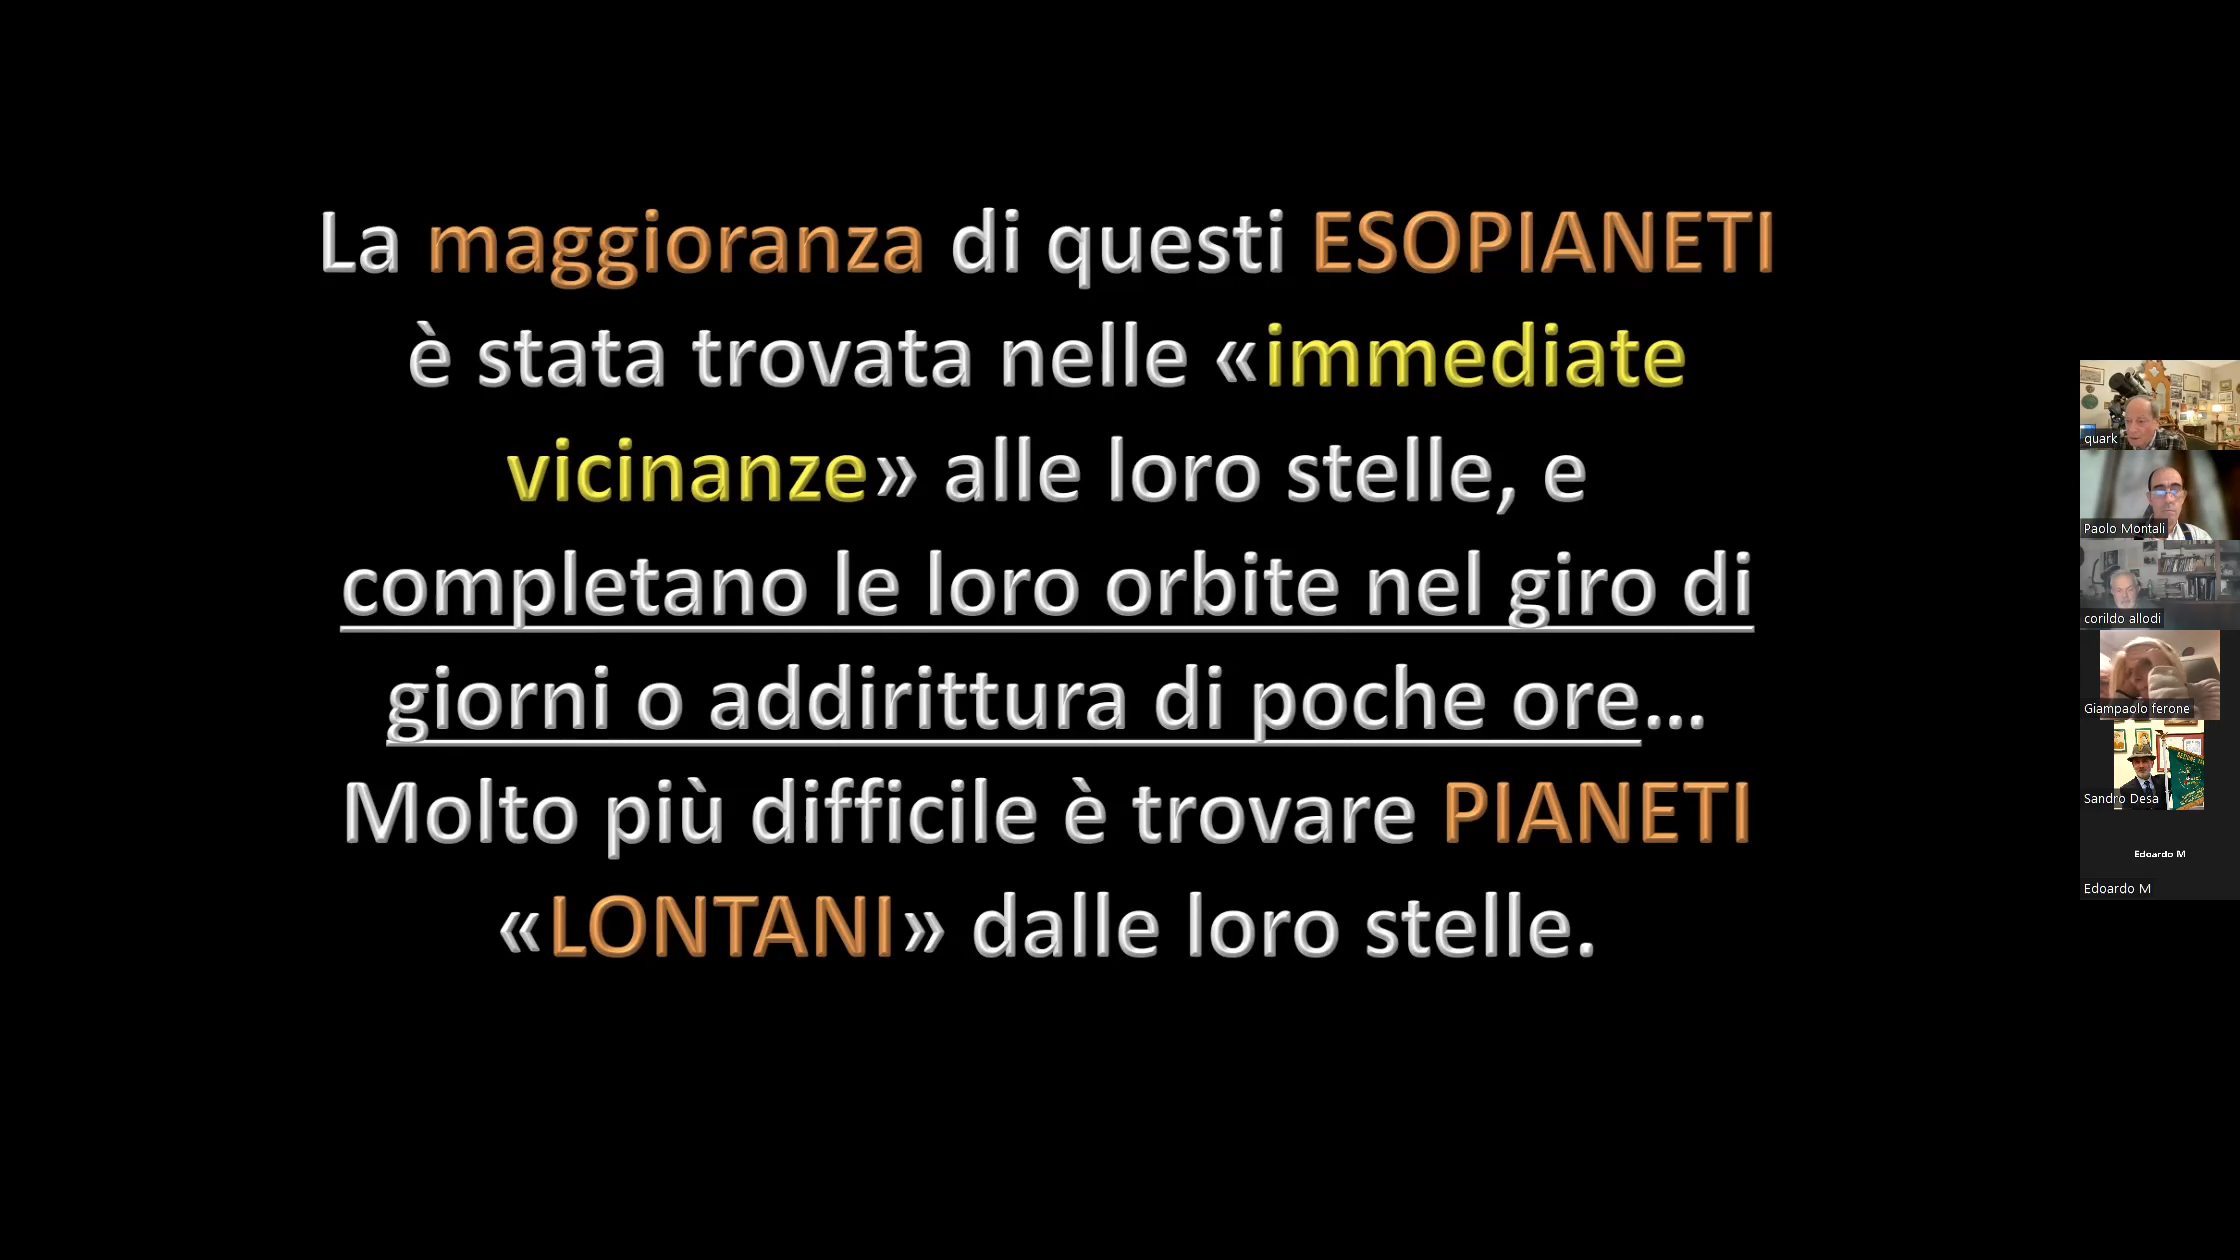 La maggioranza di questi ESOPIANETI
è stata trovata nelle «immediate
vicinanze» alle loro stelle, e
completano le loro orbite nel giro di
giorni o addirittura di poche ore...
Molto più difficile è trovare PIANETI
«LONTANI» dalle loro stelle.
quark
Paolo Montali
corildo allodi
Giampaolo ferone
Sandro Desa
Edoardo M
Edoardo M